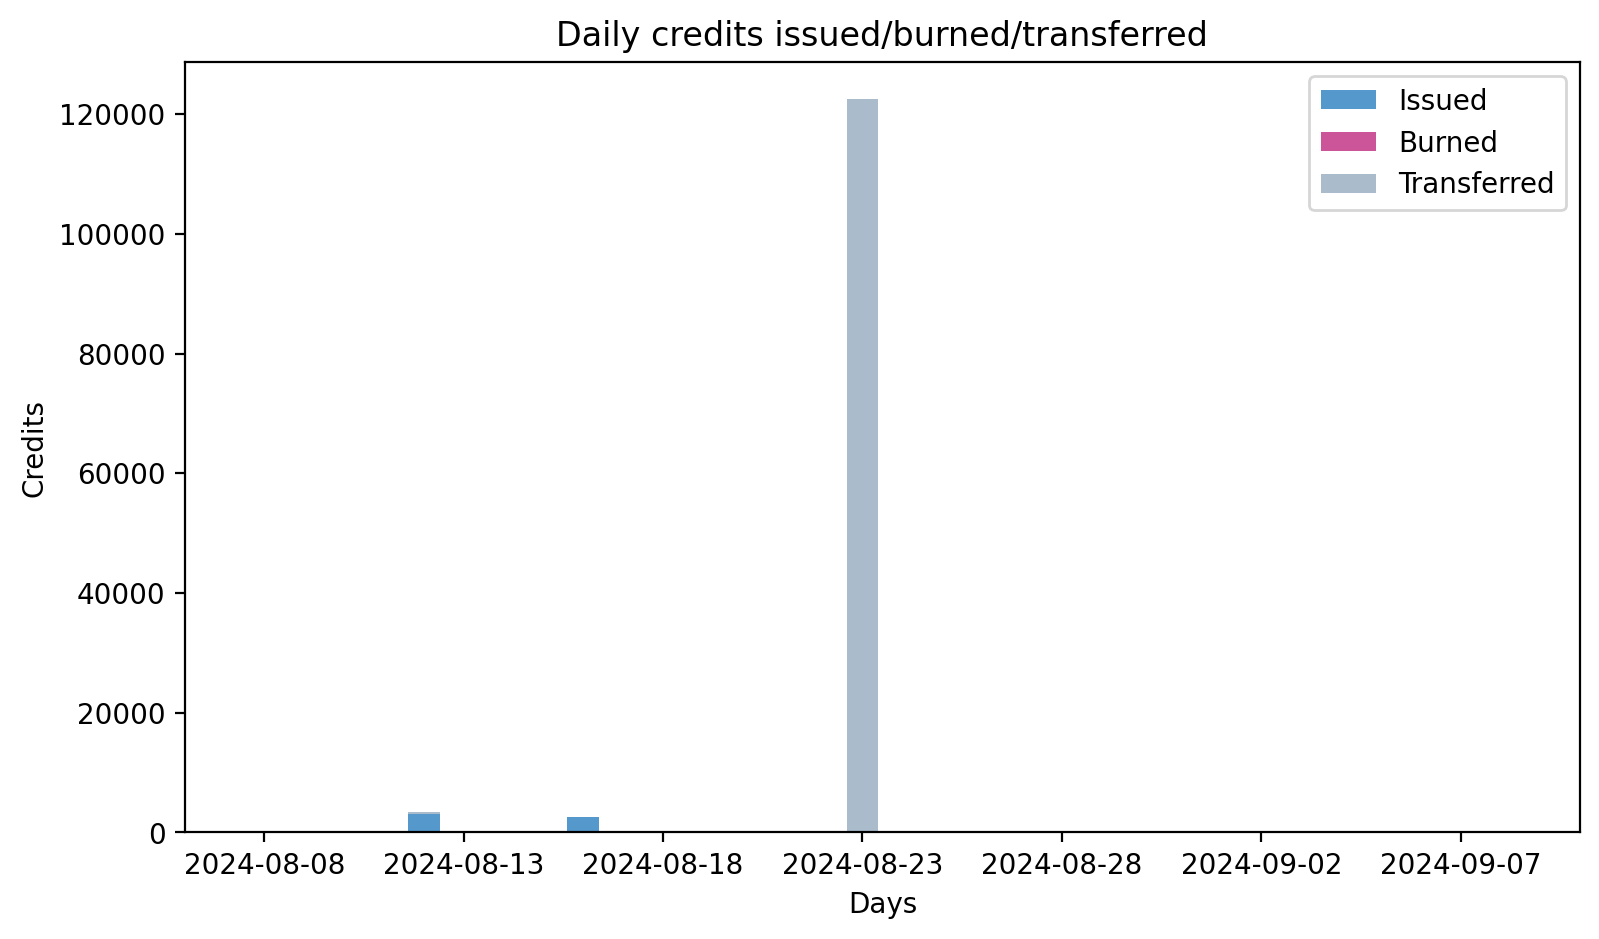 Daily credits issued/burned/transferred
Issued
Burned
Transferred
120000
100000
80000
60000
40000
20000
0
Credits
2024-08-08 2024-08-13 2024-08-18 2024-08-23 2024-08-28 2024-09-02 2024-09-07
Days